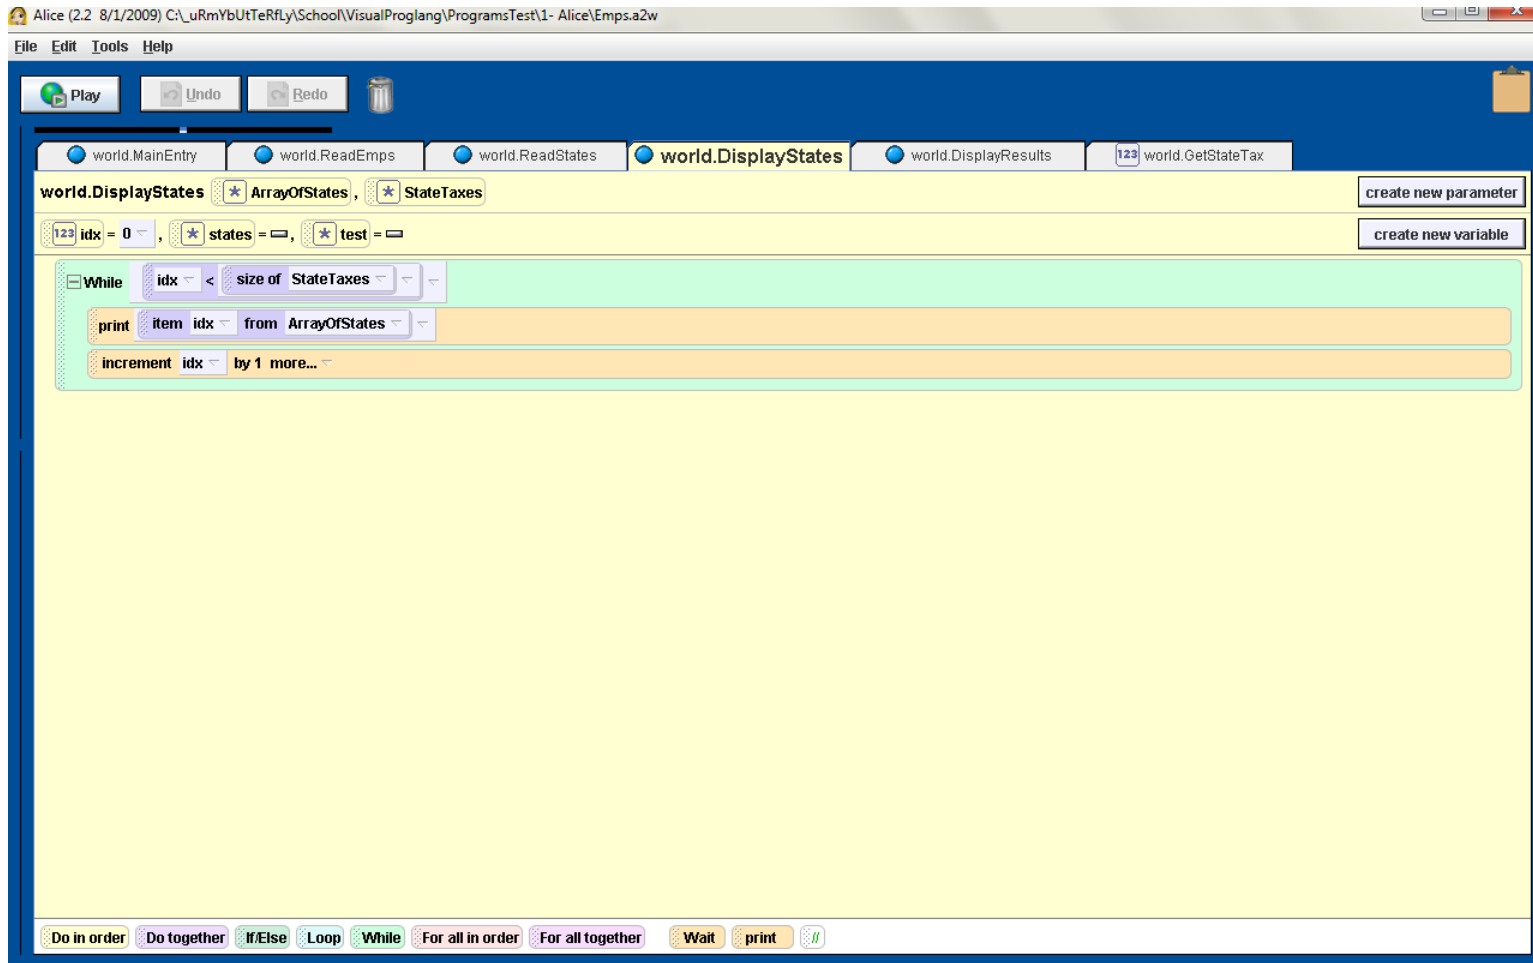 Alice (2.2 8/1/2009) C:\_uRmYbUtTeRfLy\School\VisualProglang\ProgramsTest\1- Alice\Emps.a2w
File Edit Tools Help
Play Undo Redo
world.MainEntry world.ReadEmps world.ReadStates world.DisplayStates world.DisplayResults 123 world.GetStateTax
world.DisplayStates * ArrayOfStates , * StateTaxes create new parameter
123 idx = 0 , * states = , * test = create new variable
While idx < size of StateTaxes
print item idx from ArrayOfStates
increment idx by 1 more...
Do in order Do together If/Else Loop While For all in order For all together Wait print //